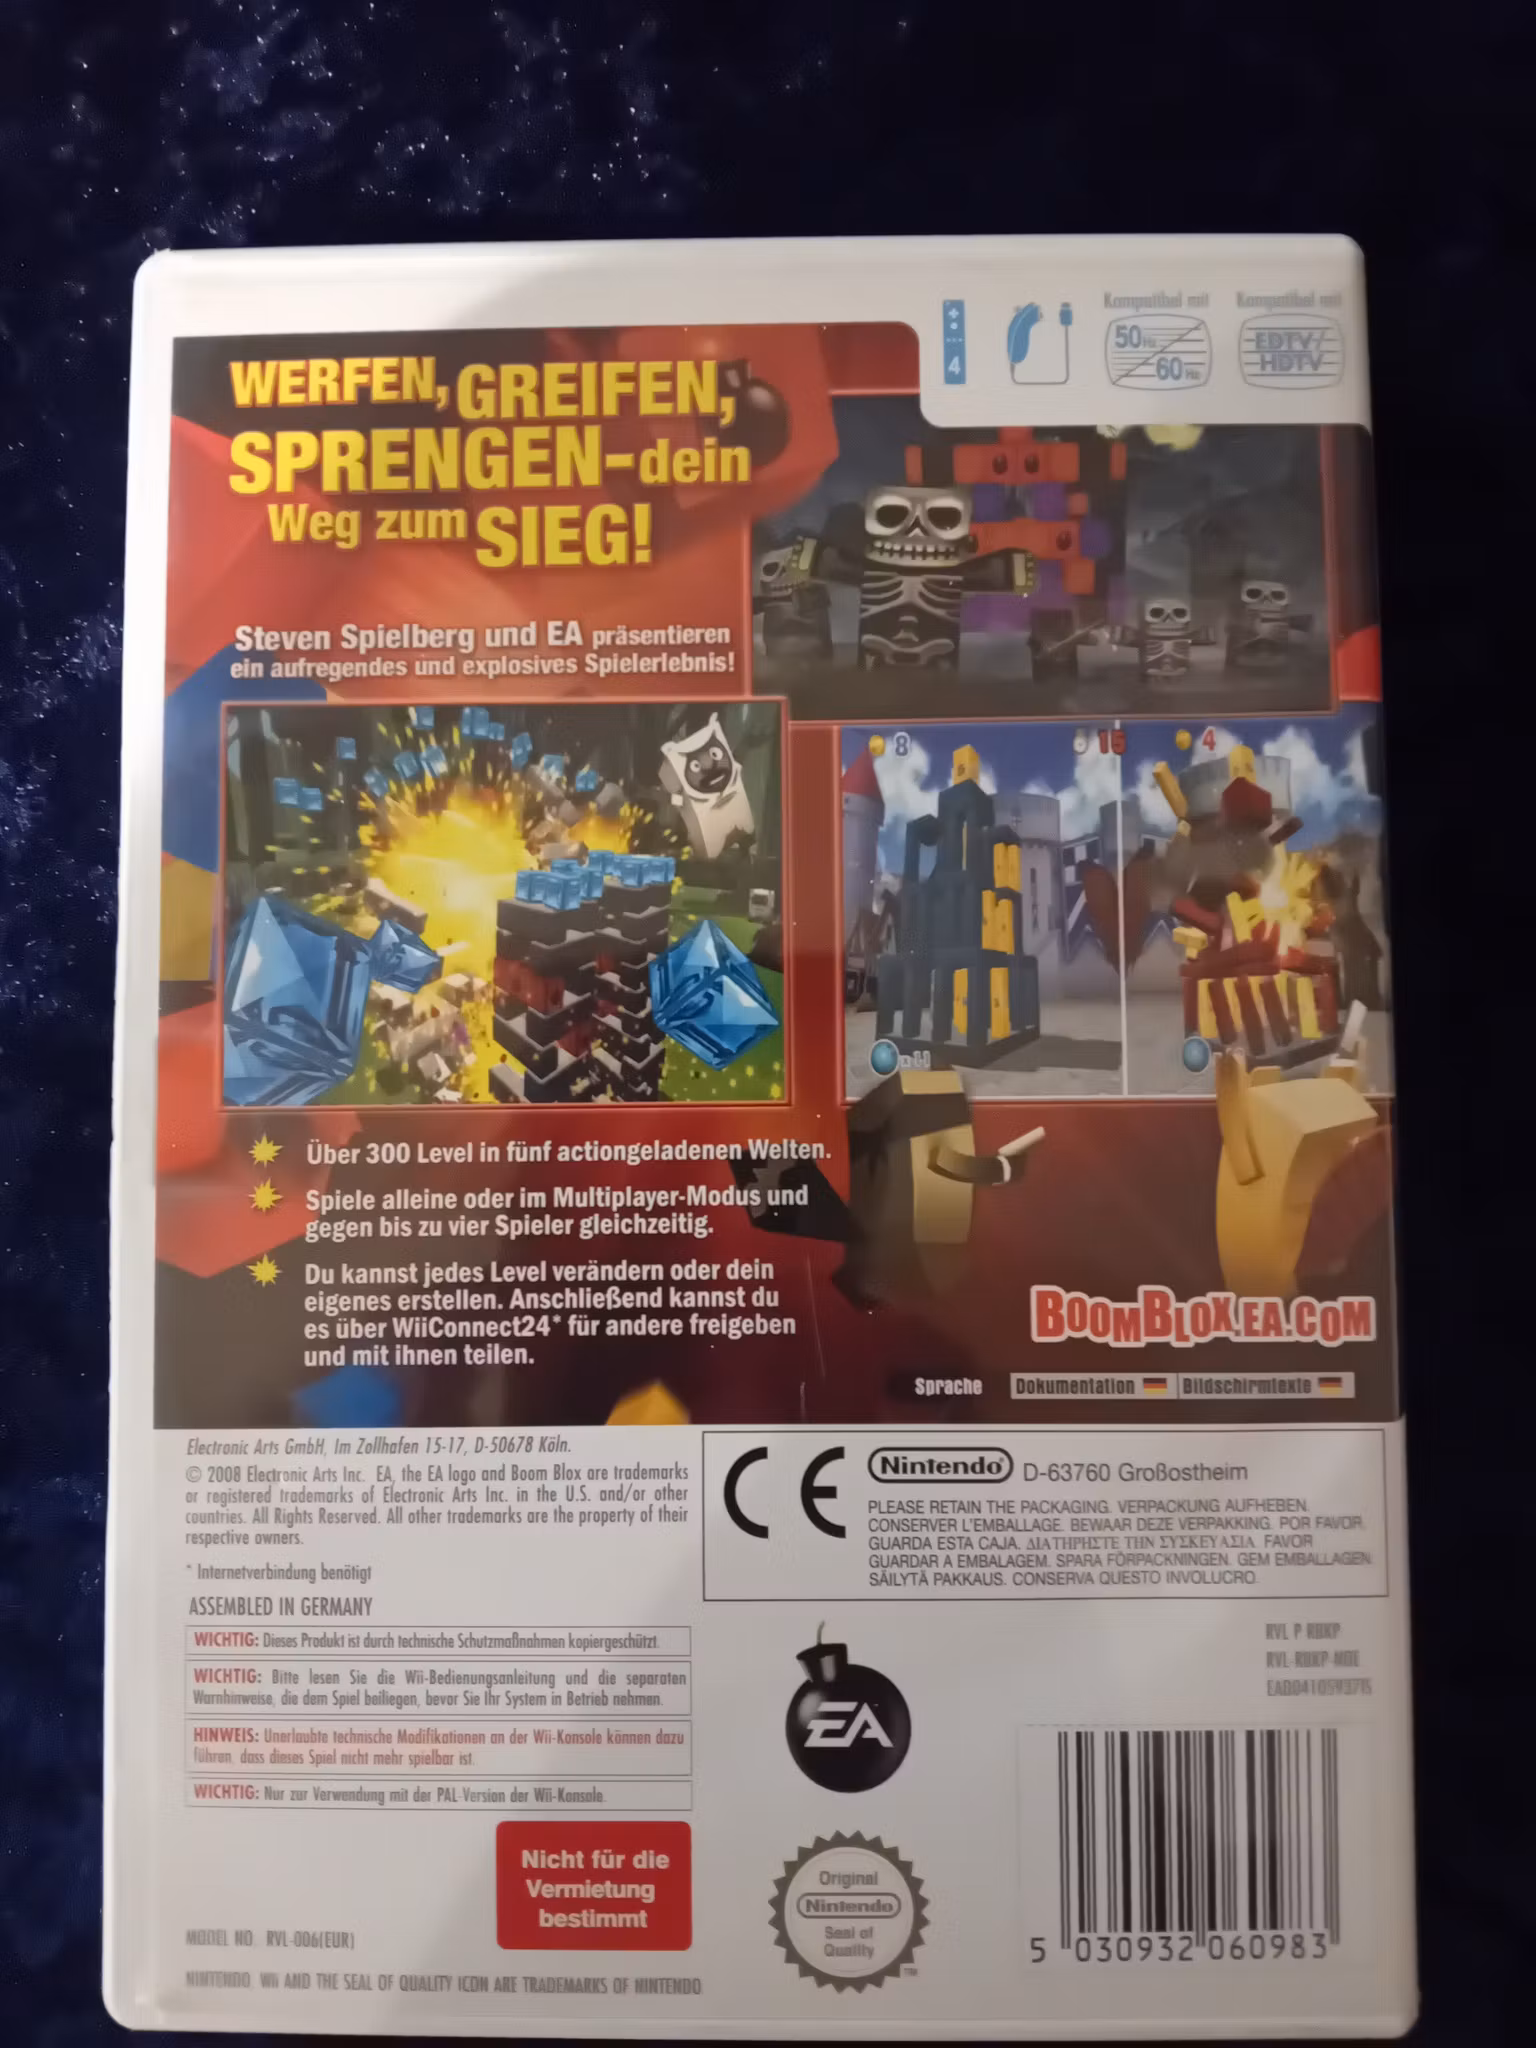 Kompatibel mit
Kompatibel mit
4
50Hz
60Hz
EDTV/
HDTV
WERFEN, GREIFEN,
SPRENGEN-dein
Weg zum SIEG!
Steven Spielberg und EA präsentieren
ein aufregendes und explosives Spielerlebnis!
8
15
4
x11
Über 300 Level in fünf actiongeladenen Welten.
Spiele alleine oder im Multiplayer-Modus und
gegen bis zu vier Spieler gleichzeitig.
Du kannst jedes Level verändern oder dein
eigenes erstellen. Anschließend kannst du
es über WiiConnect24* für andere freigeben
und mit ihnen teilen.
BOOMBLOX.EA.COM
Sprache Dokumentation Bildschirmtexte
Electronic Arts GmbH, Im Zollhafen 15-17, D-50678 Köln.
© 2008 Electronic Arts Inc. EA, the EA logo and Boom Blox are trademarks
or registered trademarks of Electronic Arts Inc. in the U.S. and/or other
countries. All Rights Reserved. All other trademarks are the property of their
respective owners.
* Internetverbindung benötigt
ASSEMBLED IN GERMANY
WICHTIG: Dieses Produkt ist durch technische Schutzmaßnahmen kopiergeschützt.
WICHTIG: Bitte lesen Sie die Wii-Bedienungsanleitung und die separaten
Warnhinweise, die dem Spiel beiliegen, bevor Sie Ihr System in Betrieb nehmen.
HINWEIS: Unerlaubte technische Modifikationen an der Wii-Konsole können dazu
führen, dass dieses Spiel nicht mehr spielbar ist.
WICHTIG: Nur zur Verwendung mit der PAL-Version der Wii-Konsole.
Nicht für die
Vermietung
bestimmt
MODEL NO. RVL-006(EUR)
NINTENDO, Wii AND THE SEAL OF QUALITY ICON ARE TRADEMARKS OF NINTENDO
CE
Nintendo D-63760 Großostheim
PLEASE RETAIN THE PACKAGING. VERPACKUNG AUFHEBEN.
CONSERVER L'EMBALLAGE. BEWAAR DEZE VERPAKKING. POR FAVOR,
GUARDA ESTA CAJA. ΔΙΑΤΗΡΗΣΤΕ ΤΗΝ ΣΥΣΚΕΥΑΣΙΑ. FAVOR
GUARDAR A EMBALAGEM. SPARA FÖRPACKNINGEN. GEM EMBALLAGEN.
SÄILYTÄ PAKKAUS. CONSERVA QUESTO INVOLUCRO.
RVL P RBKP
RVL-RBKP-NOE
EA
Original
Nintendo
Seal of
Quality
TM
5 030932 060983